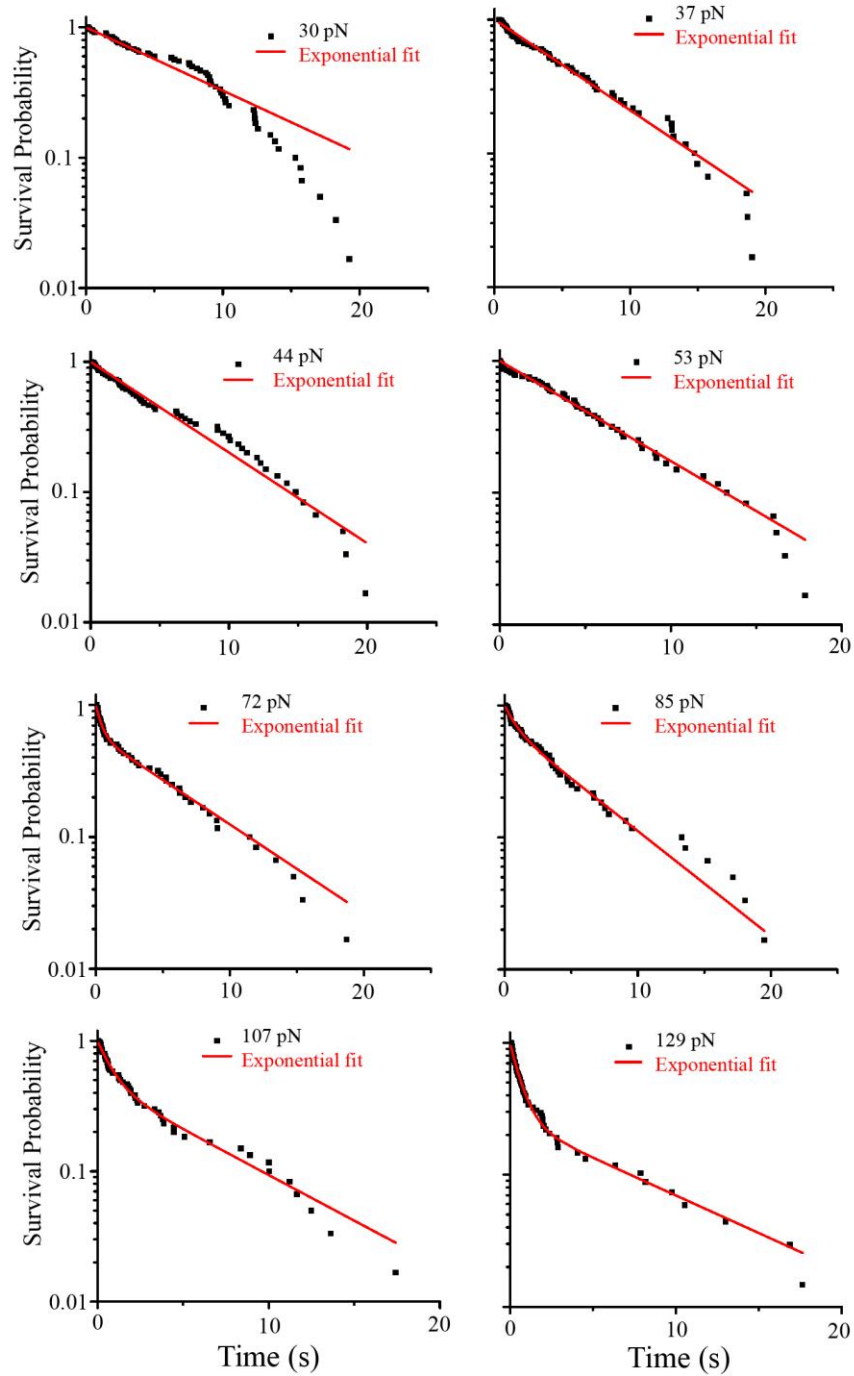 30 pN
Exponential fit
Survival Probability
1
0.1
0.01
0 10 20
37 pN
Exponential fit
0 10 20
44 pN
Exponential fit
Survival Probability
1
0.1
0.01
0 10 20
53 pN
Exponential fit
0 10 20
72 pN
Exponential fit
Survival Probability
1
0.1
0.01
0 10 20
85 pN
Exponential fit
0 10 20
107 pN
Exponential fit
Survival Probability
1
0.1
0.01
0 10 20
Time (s)
129 pN
Exponential fit
0 10 20
Time (s)